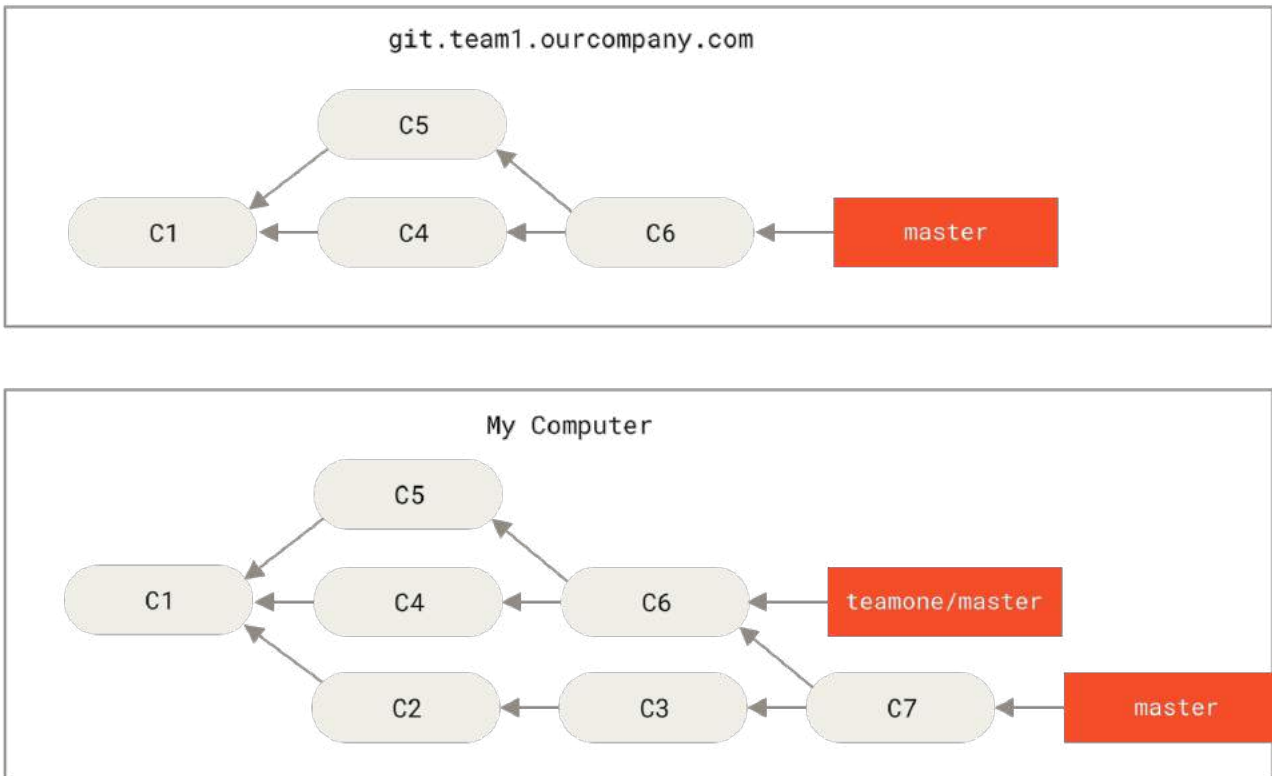 git.team1.ourcompany.com
C5
C1
C4
C6
master
My Computer
C5
C1
C4
C6
teamone/master
C2
C3
C7
master